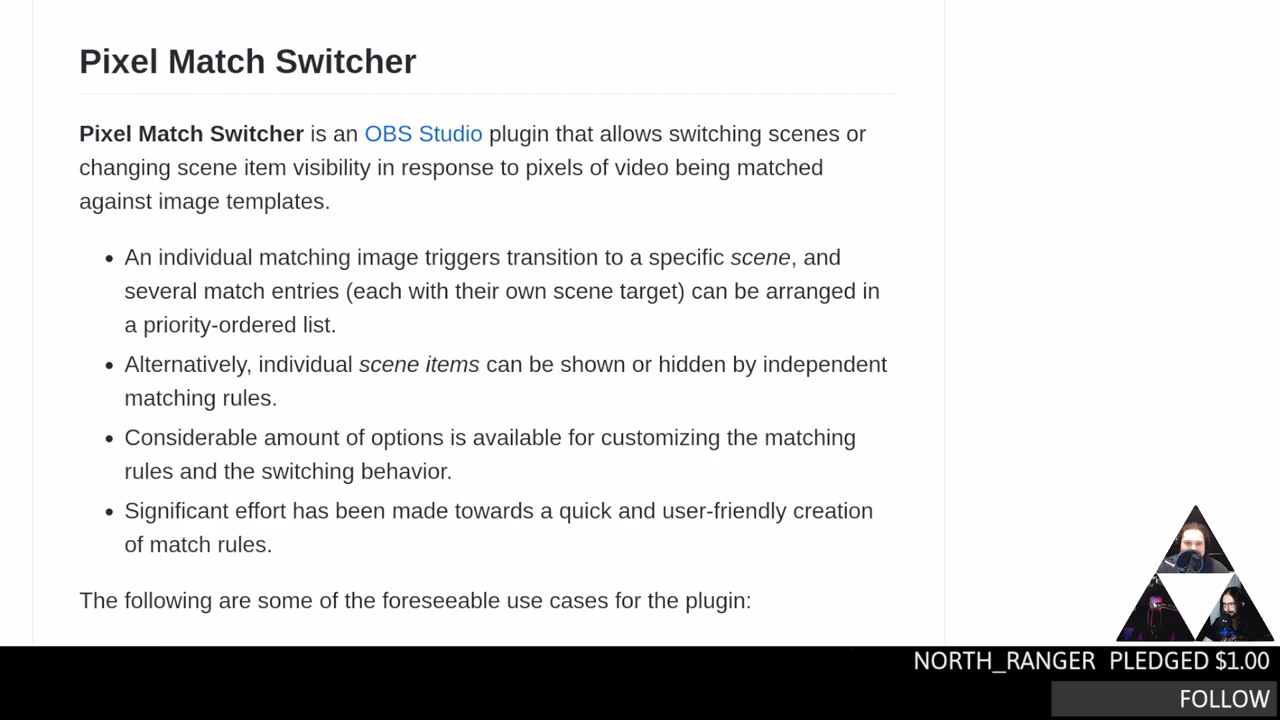 Pixel Match Switcher
Pixel Match Switcher is an OBS Studio plugin that allows switching scenes or
changing scene item visibility in response to pixels of video being matched
against image templates.
• An individual matching image triggers transition to a specific scene, and
several match entries (each with their own scene target) can be arranged in
a priority-ordered list.
• Alternatively, individual scene items can be shown or hidden by independent
matching rules.
• Considerable amount of options is available for customizing the matching
rules and the switching behavior.
• Significant effort has been made towards a quick and user-friendly creation
of match rules.
The following are some of the foreseeable use cases for the plugin:
NORTH_RANGER PLEDGED $1.00
FOLLOW